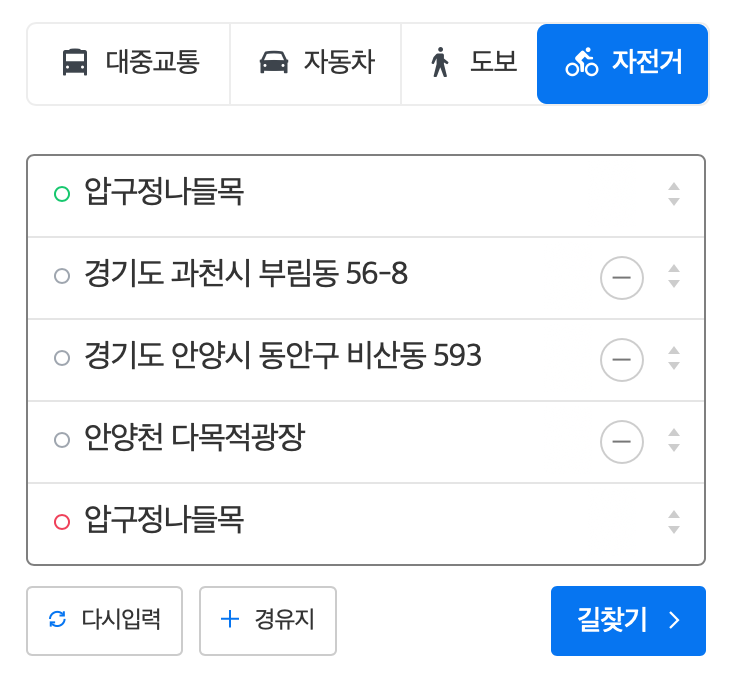 대중교통 자동차 도보 자전거
압구정나들목
경기도 과천시 부림동 56-8
경기도 안양시 동안구 비산동 593
안양천 다목적광장
압구정나들목
다시입력 경유지 길찾기